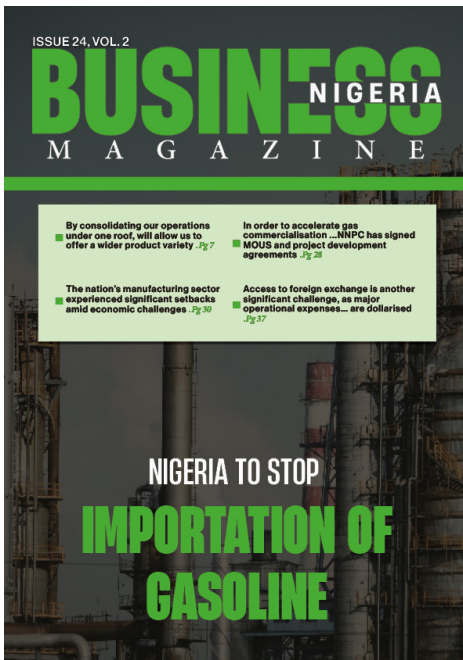 ISSUE 24, VOL. 2
BUSINESS
NIGERIA
MAGAZINE
By consolidating our operations
under one roof, will allow us to
offer a wider product variety .Pg 7
In order to accelerate gas
commercialisation ...NNPC has signed
MOUS and project development
agreements .Pg 28
The nation's manufacturing sector
experienced significant setbacks
amid economic challenges .Pg 30
Access to foreign exchange is another
significant challenge, as major
operational expenses... are dollarised
.Pg 37
NIGERIA TO STOP
IMPORTATION OF
GASOLINE